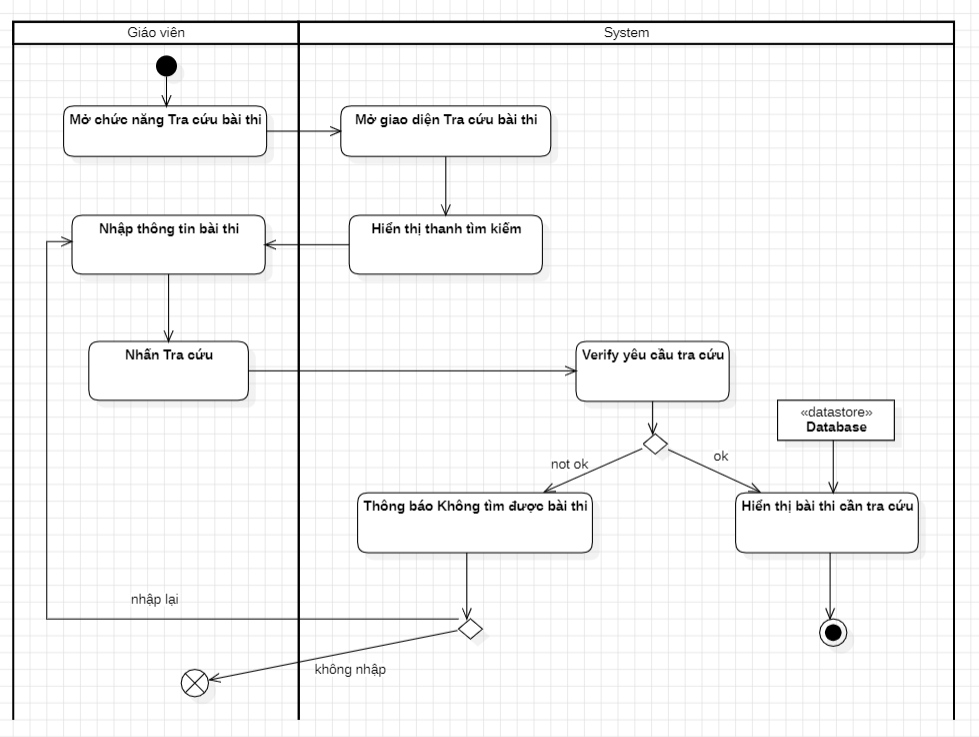 Giáo viên
System
Mở chức năng Tra cứu bài thi
Mở giao diện Tra cứu bài thi
Nhập thông tin bài thi
Hiển thị thanh tìm kiếm
Nhấn Tra cứu
Verify yêu cầu tra cứu
«datastore»
Database
not ok
ok
Thông báo Không tìm được bài thi
Hiển thị bài thi cần tra cứu
nhập lại
không nhập